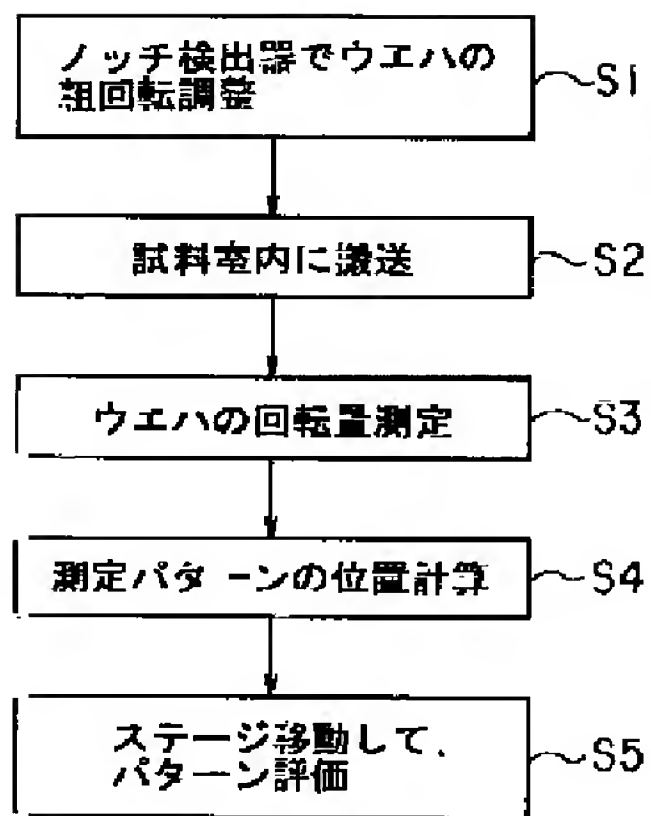 ノッチ検出器でウエハの
粗回転調整
~S1
試料室内に搬送
~S2
ウエハの回転量測定
~S3
測定パターンの位置計算
~S4
ステージ移動して、
パターン評価
~S5